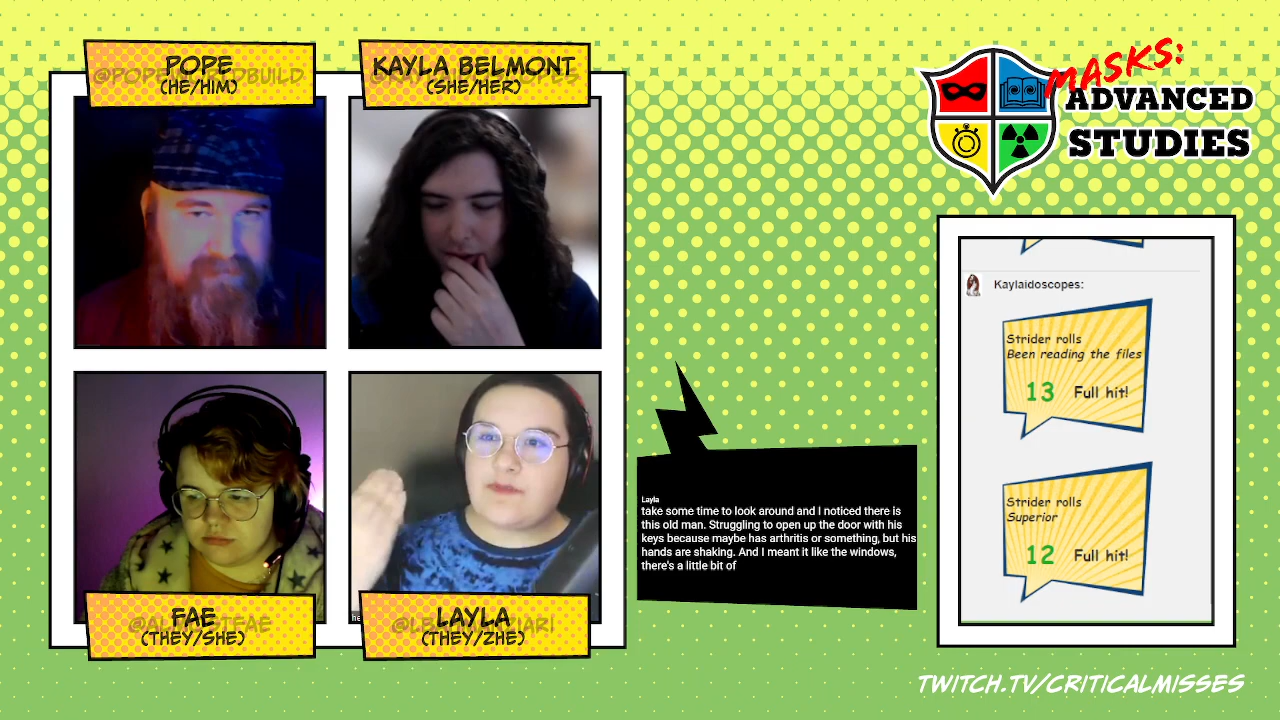 POPE
(HE/HIM)
KAYLA BELMONT
(SHE/HER)
FAE
(THEY/SHE)
LAYLA
(THEY/ZHE)
Layla
take some time to look around and I noticed there is
this old man. Struggling to open up the door with his
keys because maybe has arthritis or something, but his
hands are shaking. And I meant it like the windows,
there's a little bit of
MASKS:
ADVANCED
STUDIES
Kaylaidoscopes:
Strider rolls
Been reading the files
13 Full hit!
Strider rolls
Superior
12 Full hit!
TWITCH.TV/CRITICALMISSES